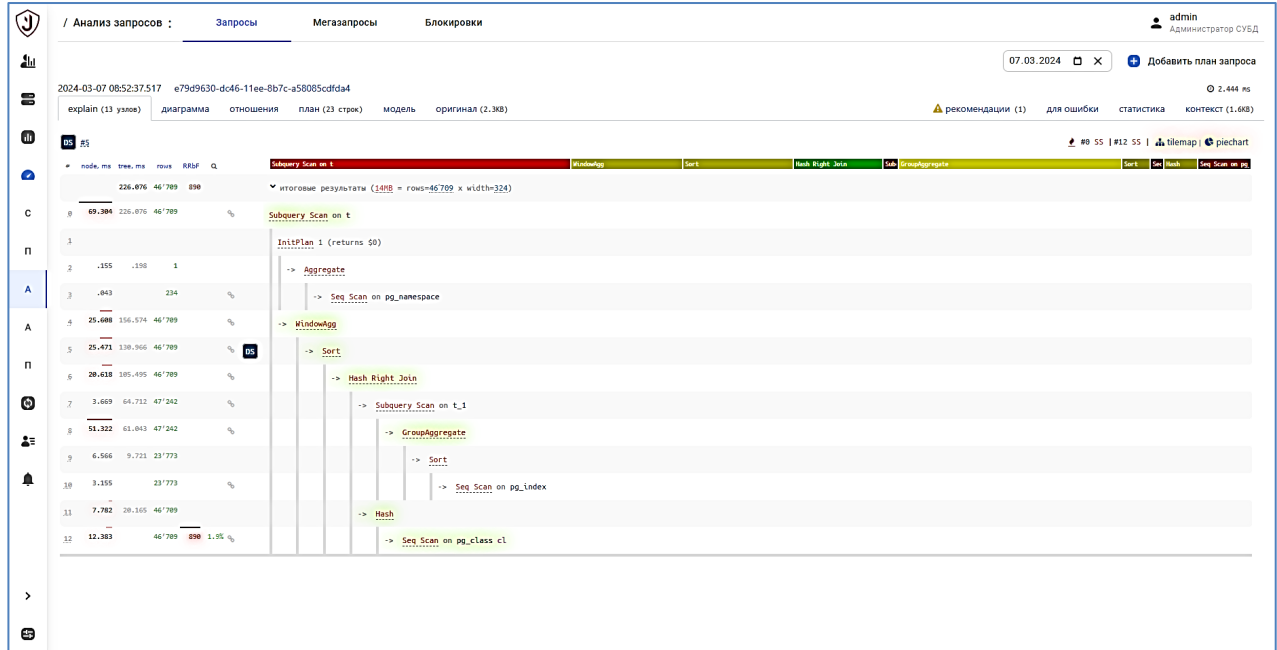 / Анализ запросов : Запросы Мегазапросы Блокировки admin
Администратор СУБД
07.03.2024 Добавить план запроса
2024-03-07 08:52:37.517 e79d9630-dc46-11ee-8b7c-a58085cdfda4 2.444 ms
explain (13 узлов) диаграмма отношения план (23 строк) модель оригинал (2.3KB) рекомендации (1) для ошибки статистика контекст (1.6KB)
DS #5 #0 SS | #12 SS | tilemap | piechart
# node, ms tree, ms rows RRbF Subquery Scan on t WindowAgg Sort Hash Right Join Sub GroupAggregate Sort Sec Hash Seq Scan on pg_
226.076 46'709 890 итоговые результаты (14MB = rows=46'709 x width=324)
0 69.304 226.076 46'709 Subquery Scan on t
1 InitPlan 1 (returns $0)
2 .155 .198 1 -> Aggregate
3 .043 234 -> Seq Scan on pg_namespace
4 25.608 156.574 46'709 -> WindowAgg
5 25.471 130.966 46'709 DS -> Sort
6 20.618 105.495 46'709 -> Hash Right Join
7 3.669 64.712 47'242 -> Subquery Scan on t_1
8 51.322 61.043 47'242 -> GroupAggregate
9 6.566 9.721 23'773 -> Sort
10 3.155 23'773 -> Seq Scan on pg_index
11 7.782 20.165 46'709 -> Hash
12 12.383 46'709 890 1.9% -> Seq Scan on pg_class cl
С
П
А
А
П